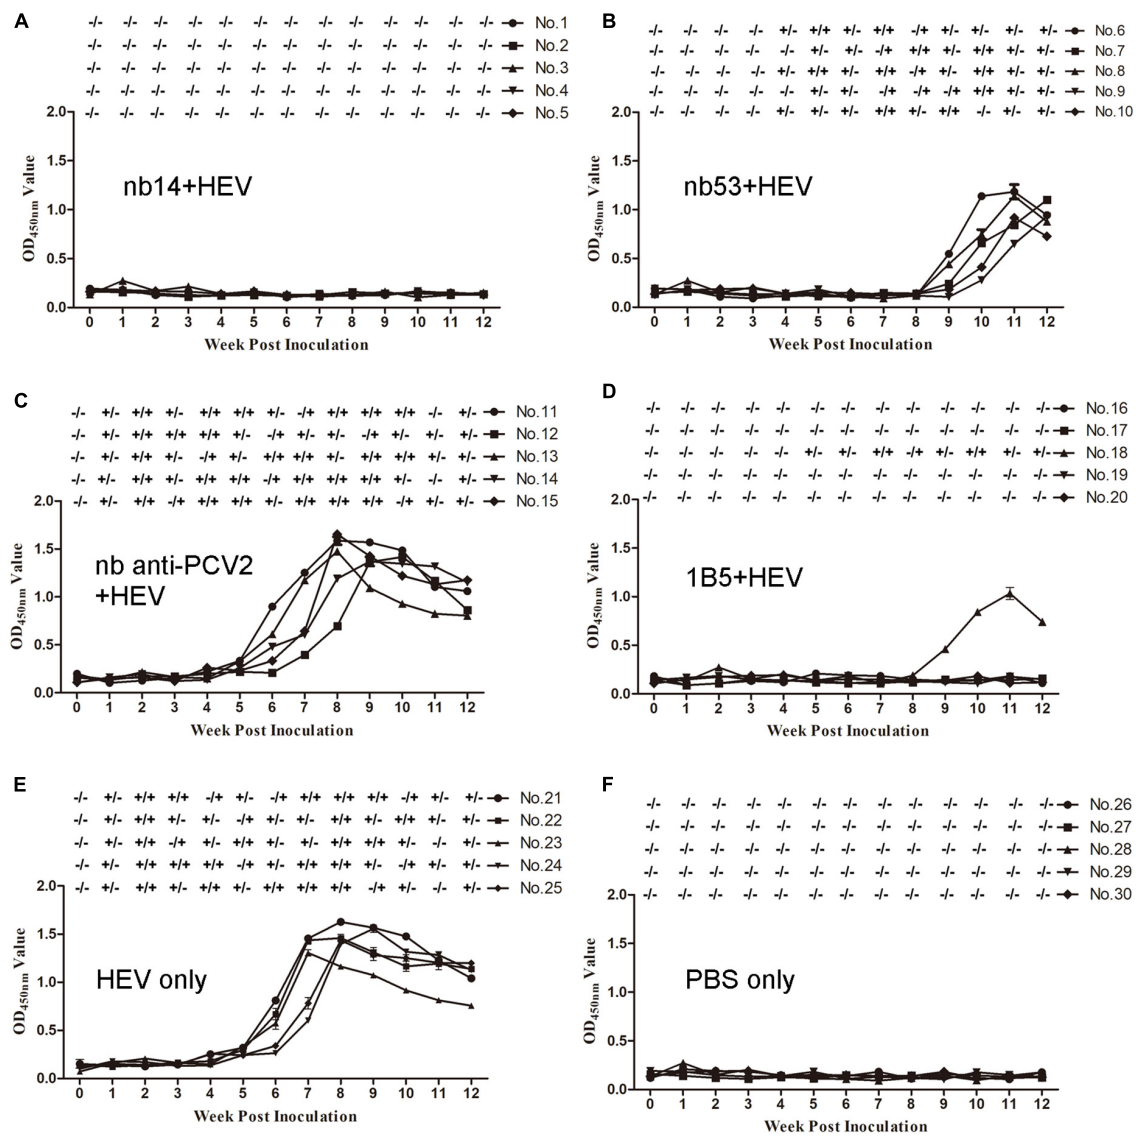 A
-/- -/- -/- -/- -/- -/- -/- -/- -/- -/- -/- -/- -/- No.1
-/- -/- -/- -/- -/- -/- -/- -/- -/- -/- -/- -/- -/- No.2
-/- -/- -/- -/- -/- -/- -/- -/- -/- -/- -/- -/- -/- No.3
-/- -/- -/- -/- -/- -/- -/- -/- -/- -/- -/- -/- -/- No.4
-/- -/- -/- -/- -/- -/- -/- -/- -/- -/- -/- -/- -/- No.5
2.0
1.5
1.0
0.5
0.0
OD450nm Value
nb14+HEV
0 1 2 3 4 5 6 7 8 9 10 11 12
Week Post Inoculation
B
-/- -/- -/- -/- +/- +/+ +/- +/+ -/+ +/- +/- +/- +/- No.6
-/- -/- -/- -/- -/- +/- +/- -/+ +/+ +/- +/+ +/- +/- No.7
-/- -/- -/- -/- +/- +/+ +/- +/+ -/+ +/- +/+ +/- +/- No.8
-/- -/- -/- -/- -/- +/- +/- -/+ -/+ -/+ +/+ +/- +/- No.9
-/- -/- -/- -/- +/- +/- +/- +/+ +/- +/+ -/- +/- +/- No.10
2.0
1.5
1.0
0.5
0.0
OD450nm Value
nb53+HEV
0 1 2 3 4 5 6 7 8 9 10 11 12
Week Post Inoculation
C
-/- +/- +/+ +/- +/+ +/+ +/- -/+ +/+ +/+ +/+ -/- +/- No.11
-/- +/- +/+ +/+ +/+ +/- -/+ +/- +/- -/+ +/- +/- +/- No.12
-/- +/- +/+ +/- -/+ +/- +/+ +/+ +/- +/+ +/+ +/- +/- No.13
-/- +/- +/+ +/- +/+ +/+ -/+ +/+ +/+ +/+ +/- +/- +/- No.14
-/- +/- +/+ -/+ +/+ +/+ +/- +/+ +/+ +/+ -/+ +/- +/- No.15
2.0
1.5
1.0
0.5
0.0
OD450nm Value
nb anti-PCV2
+HEV
0 1 2 3 4 5 6 7 8 9 10 11 12
Week Post Inoculation
D
-/- -/- -/- -/- -/- -/- -/- -/- -/- -/- -/- -/- -/- No.16
-/- -/- -/- -/- -/- -/- -/- -/- -/- -/- -/- -/- -/- No.17
-/- -/- -/- -/- -/- +/- +/- +/+ -/+ +/- +/+ +/- +/- No.18
-/- -/- -/- -/- -/- -/- -/- -/- -/- -/- -/- -/- -/- No.19
-/- -/- -/- -/- -/- -/- -/- -/- -/- -/- -/- -/- -/- No.20
2.0
1.5
1.0
0.5
0.0
OD450nm Value
1B5+HEV
0 1 2 3 4 5 6 7 8 9 10 11 12
Week Post Inoculation
E
-/- +/- +/+ +/+ -/+ +/- -/+ +/+ +/+ +/+ -/+ +/- +/- No.21
-/- +/- +/+ +/- +/- -/+ +/- +/+ +/- +/+ +/+ -/- +/- No.22
-/- +/- +/+ -/+ +/- +/+ +/- +/+ +/+ +/- +/- -/- +/- No.23
-/- +/- +/+ +/+ +/+ -/+ +/- +/+ +/+ +/- +/+ +/- +/- No.24
-/- +/- +/+ +/- +/+ +/- +/+ +/+ +/+ -/+ +/- -/- +/- No.25
2.0
1.5
1.0
0.5
0.0
OD450nm Value
HEV only
0 1 2 3 4 5 6 7 8 9 10 11 12
Week Post Inoculation
F
-/- -/- -/- -/- -/- -/- -/- -/- -/- -/- -/- -/- -/- No.26
-/- -/- -/- -/- -/- -/- -/- -/- -/- -/- -/- -/- -/- No.27
-/- -/- -/- -/- -/- -/- -/- -/- -/- -/- -/- -/- -/- No.28
-/- -/- -/- -/- -/- -/- -/- -/- -/- -/- -/- -/- -/- No.29
-/- -/- -/- -/- -/- -/- -/- -/- -/- -/- -/- -/- -/- No.30
2.0
1.5
1.0
0.5
0.0
OD450nm Value
PBS only
0 1 2 3 4 5 6 7 8 9 10 11 12
Week Post Inoculation